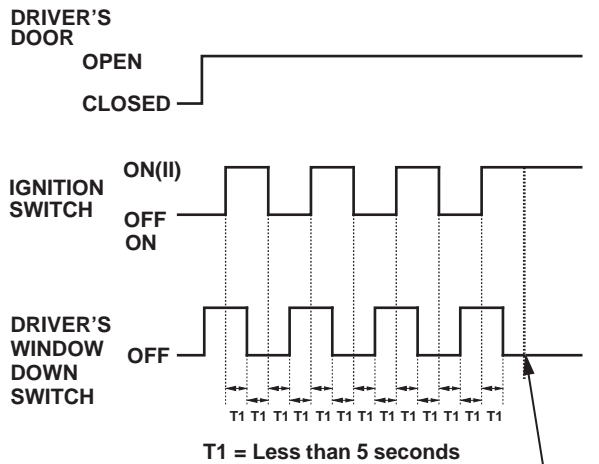 DRIVER'S
DOOR
OPEN
CLOSED
ON(II)
IGNITION
SWITCH
OFF
ON
DRIVER'S
WINDOW
DOWN
SWITCH
OFF
T1 T1 T1 T1 T1 T1 T1 T1 T1 T1 T1 T1 T1
T1 = Less than 5 seconds